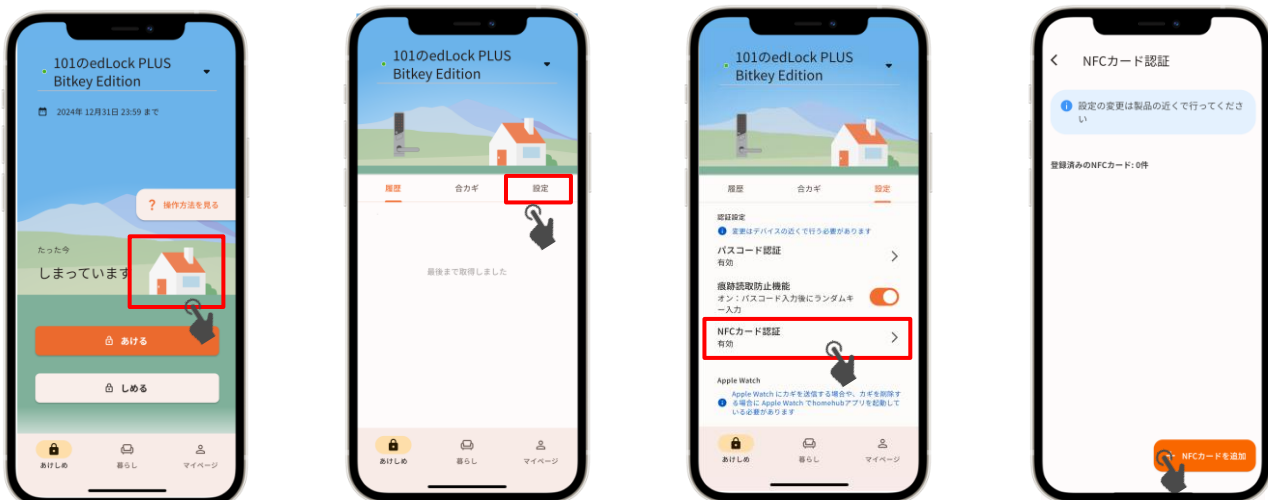 101のedLock PLUS
Bitkey Edition
2024年 12月31日 23:59 まで
? 操作方法を見る
たった今
しまっています
あける
しめる
あけしめ
暮らし
マイページ
101のedLock PLUS
Bitkey Edition
履歴
合カギ
設定
最後まで取得しました
あけしめ
暮らし
マイページ
101のedLock PLUS
Bitkey Edition
履歴
合カギ
設定
認証設定
変更はデバイスの近くで行う必要があります
パスコード認証
有効
痕跡読取防止機能
オン：パスコード入力後にランダムキ
ー入力
NFCカード認証
有効
Apple Watch
Apple Watch にカギを送信する場合や、カギを削除す
る場合に Apple Watch でhomehubアプリを起動して
いる必要があります
あけしめ
暮らし
マイページ
NFCカード認証
設定の変更は製品の近くで行ってくださ
い
登録済みのNFCカード: 0件
NFCカードを追加